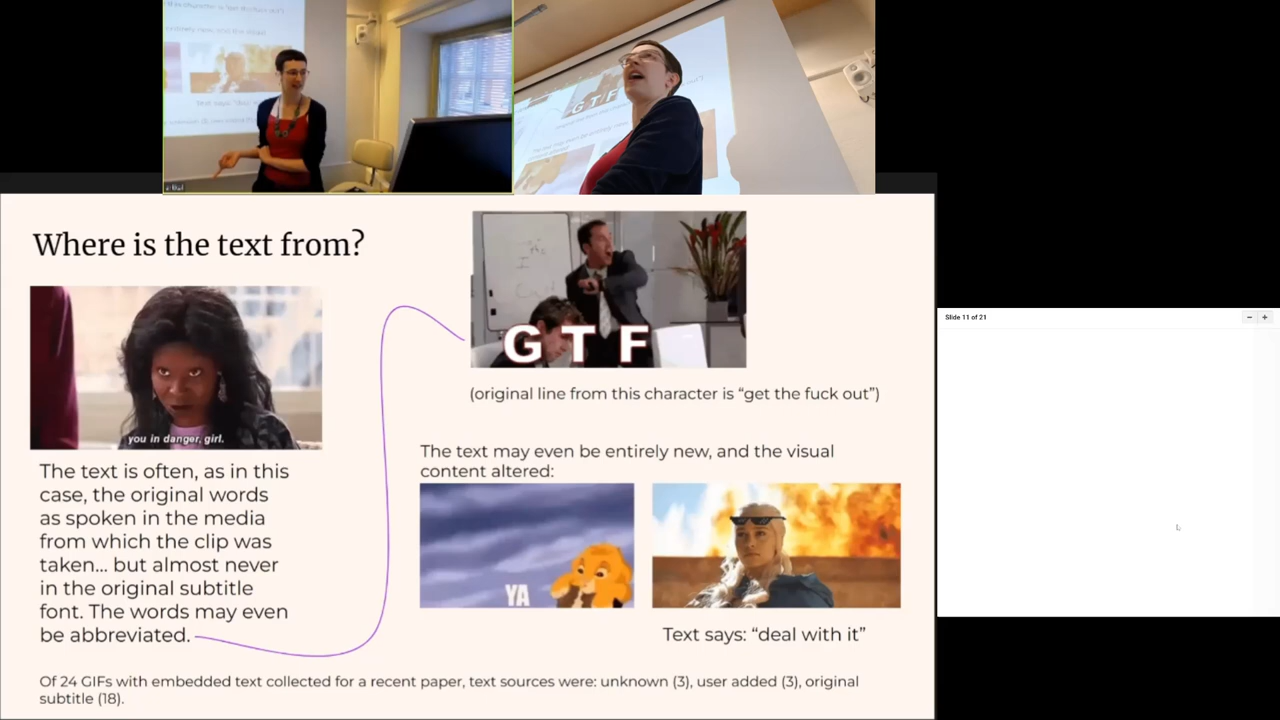 Where is the text from?
you in danger, girl.
The text is often, as in this
case, the original words
as spoken in the media
from which the clip was
taken... but almost never
in the original subtitle
font. The words may even
be abbreviated.
G T F
(original line from this character is “get the fuck out”)
The text may even be entirely new, and the visual
content altered:
YA
Text says: “deal with it”
Of 24 GIFs with embedded text collected for a recent paper, text sources were: unknown (3), user added (3), original
subtitle (18).
Slide 11 of 21
G T F